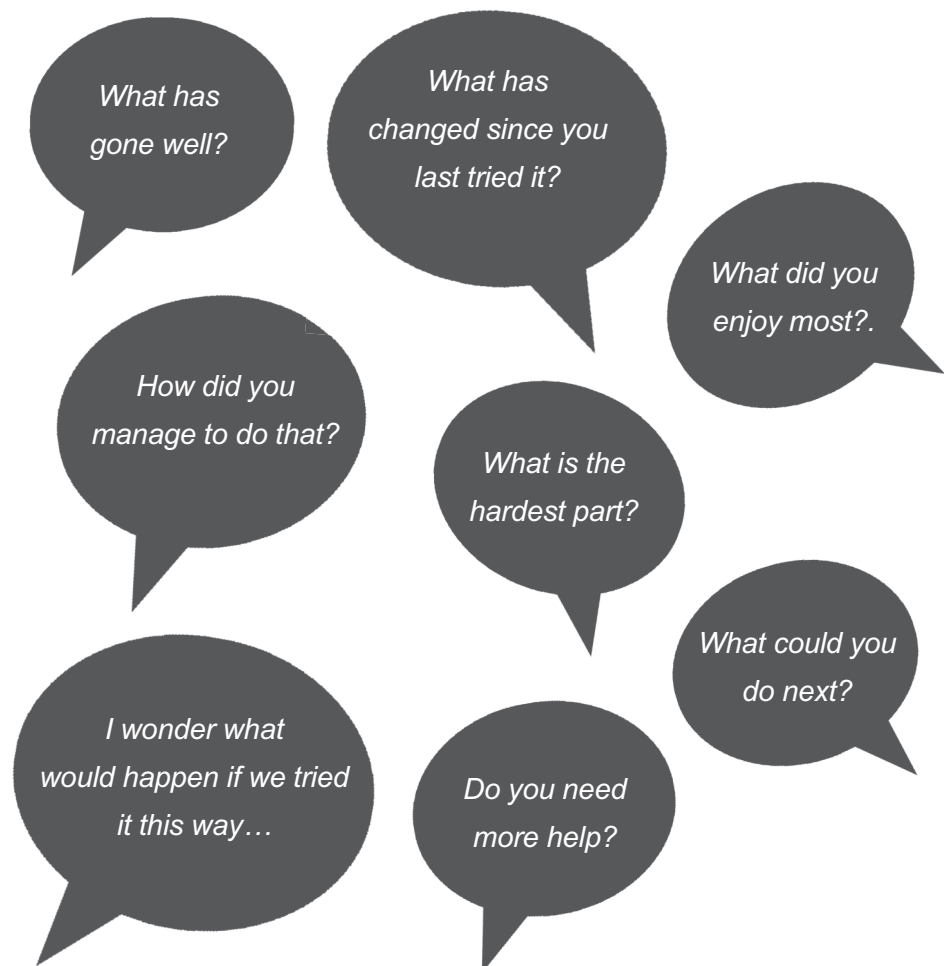 What has
gone well?
What has
changed since you
last tried it?
What did you
enjoy most?.
How did you
manage to do that?
What is the
hardest part?
What could you
do next?
I wonder what
would happen if we tried
it this way…
Do you need
more help?